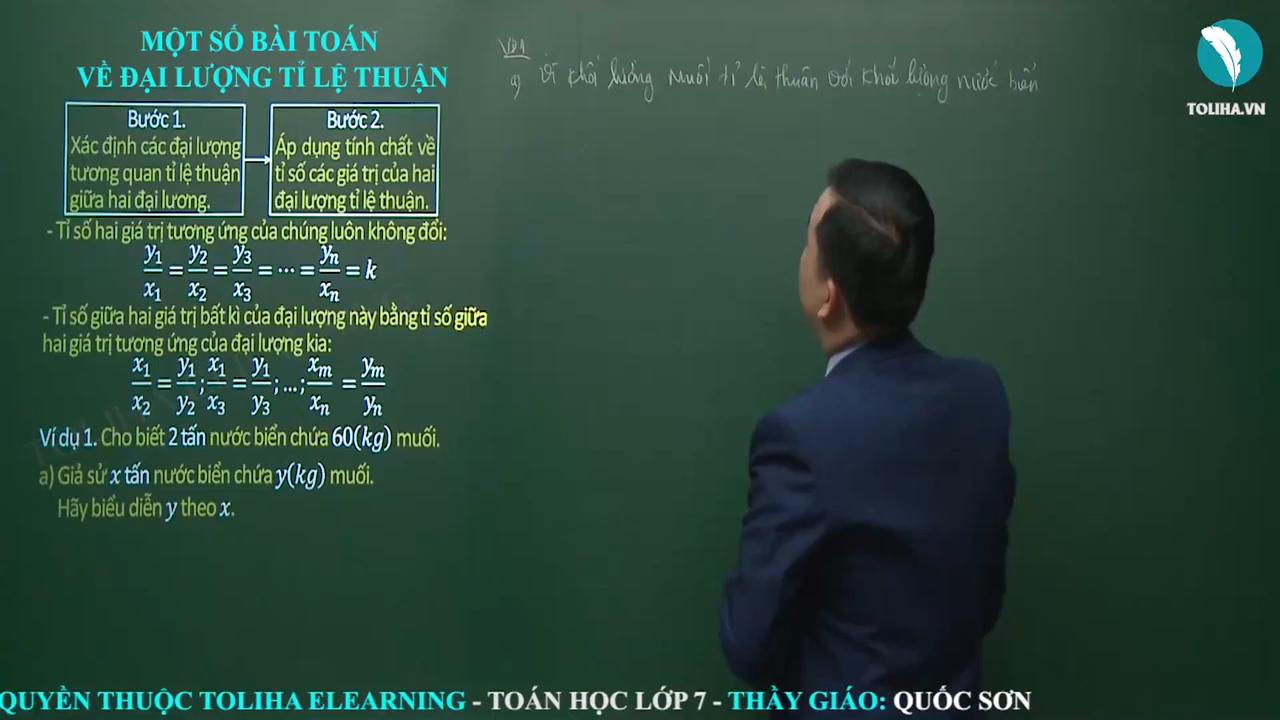 MỘT SỐ BÀI TOÁN
VỀ ĐẠI LƯỢNG TỈ LỆ THUẬN
Bước 1.
Xác định các đại lượng
tương quan tỉ lệ thuận
giữa hai đại lương.
Bước 2.
Áp dụng tính chất về
tỉ số các giá trị của hai
đại lượng tỉ lệ thuận.
- Tỉ số hai giá trị tương ứng của chúng luôn không đổi:
y₁/x₁ = y₂/x₂ = y₃/x₃ = ⋯ = yₙ/xₙ = k
- Tỉ số giữa hai giá trị bất kì của đại lượng này bằng tỉ số giữa
hai giá trị tương ứng của đại lượng kia:
x₁/x₂ = y₁/y₂; x₁/x₃ = y₁/y₃; ...; xₘ/xₙ = yₘ/yₙ
Ví dụ 1. Cho biết 2 tấn nước biển chứa 60(kg) muối.
a) Giả sử x tấn nước biển chứa y(kg) muối.
Hãy biểu diễn y theo x.
VD1
a) Vì khối lượng muối tỉ lệ thuận với khối lượng nước biển
TOLIHA.VN
QUYỀN THUỘC TOLIHA ELEARNING - TOÁN HỌC LỚP 7 - THẦY GIÁO: QUỐC SƠN